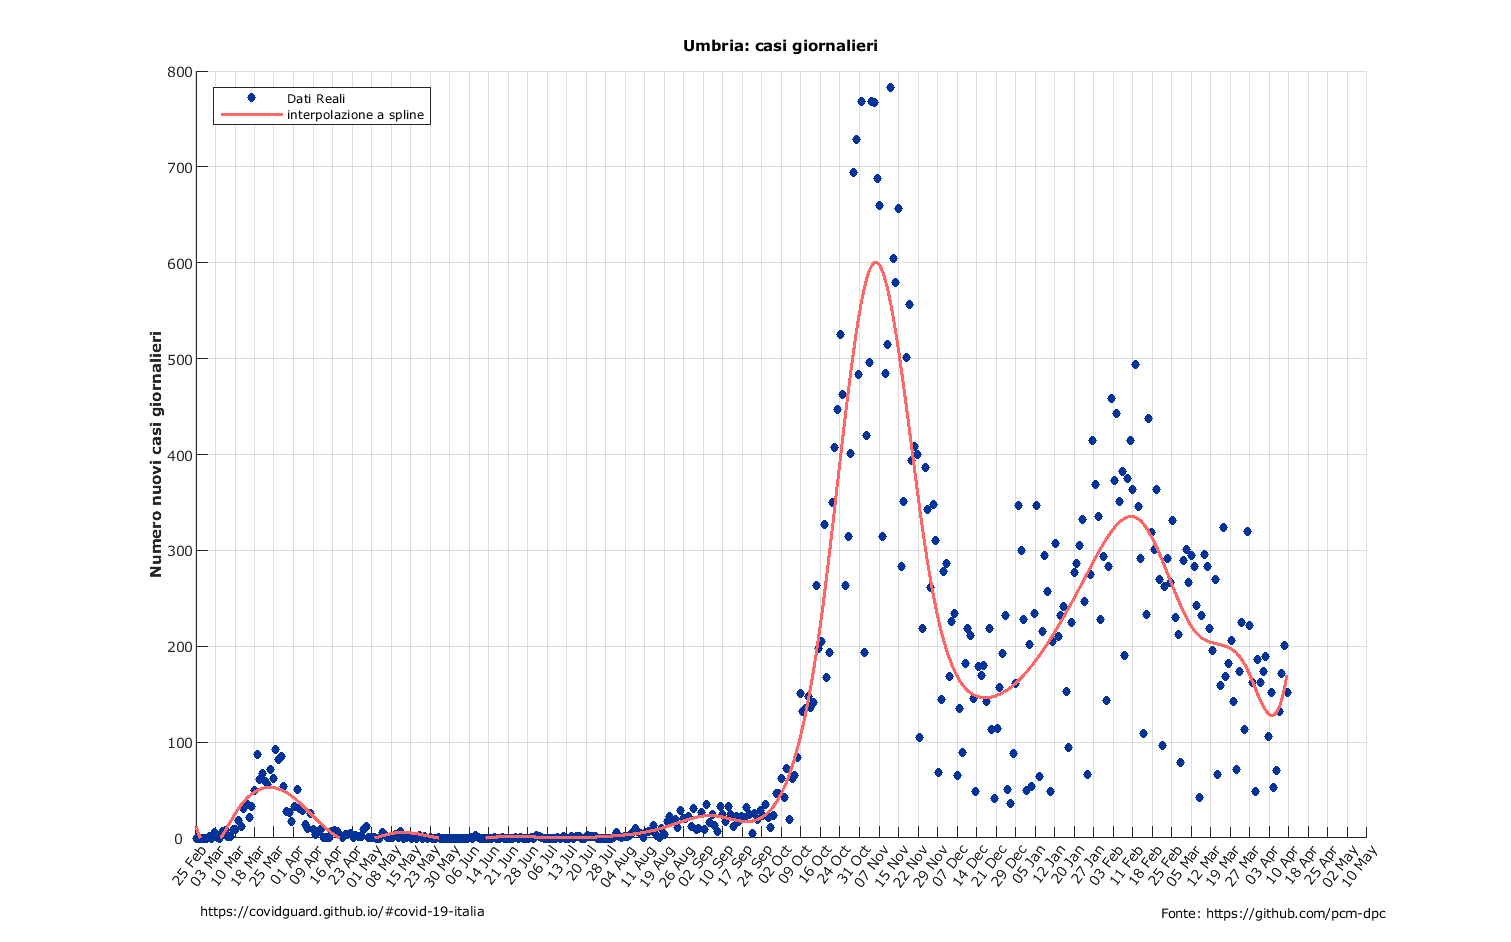 Umbria: casi giornalieri
800
Dati Reali
interpolazione a spline
700
600
500
400
300
200
100
0
Numero nuovi casi giornalieri
25 Feb
03 Mar
10 Mar
18 Mar
25 Mar
01 Apr
09 Apr
16 Apr
23 Apr
01 May
08 May
15 May
23 May
30 May
06 Jun
14 Jun
21 Jun
28 Jun
06 Jul
13 Jul
20 Jul
28 Jul
04 Aug
11 Aug
19 Aug
26 Aug
02 Sep
10 Sep
17 Sep
24 Sep
02 Oct
09 Oct
16 Oct
24 Oct
31 Oct
07 Nov
15 Nov
22 Nov
29 Nov
07 Dec
14 Dec
21 Dec
29 Dec
05 Jan
12 Jan
20 Jan
27 Jan
03 Feb
11 Feb
18 Feb
25 Feb
05 Mar
12 Mar
19 Mar
27 Mar
03 Apr
10 Apr
18 Apr
25 Apr
02 May
10 May
https://covidguard.github.io/#covid-19-italia
Fonte: https://github.com/pcm-dpc